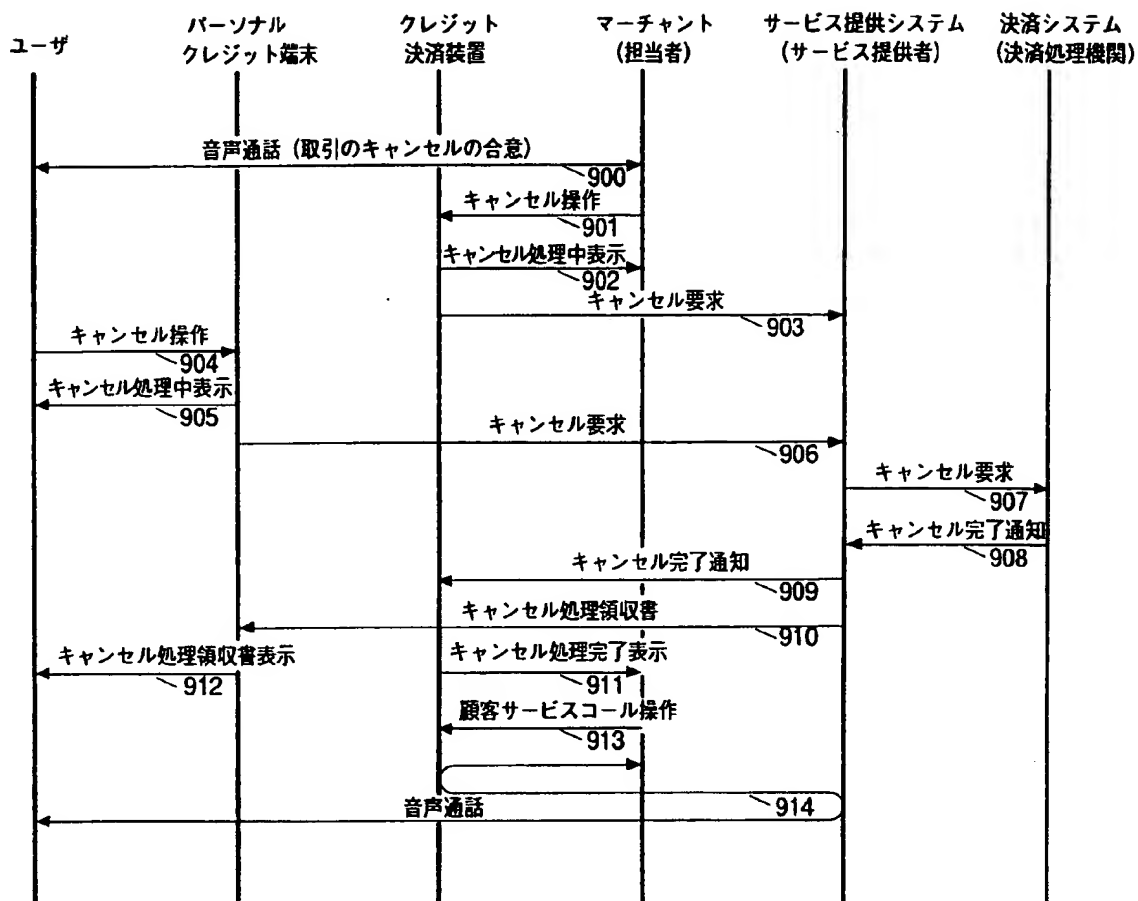 ユーザ
パーソナル
クレジット端末
クレジット
決済装置
マーチャント
(担当者)
サービス提供システム
(サービス提供者)
決済システム
(決済処理機関)
音声通話 (取引のキャンセルの合意)
900
キャンセル操作
901
キャンセル処理中表示
902
キャンセル要求
903
キャンセル操作
904
キャンセル処理中表示
905
キャンセル要求
906
キャンセル要求
907
キャンセル完了通知
908
キャンセル完了通知
909
キャンセル処理領収書
910
キャンセル処理領収書表示
912
キャンセル処理完了表示
911
顧客サービスコール操作
913
音声通話
914